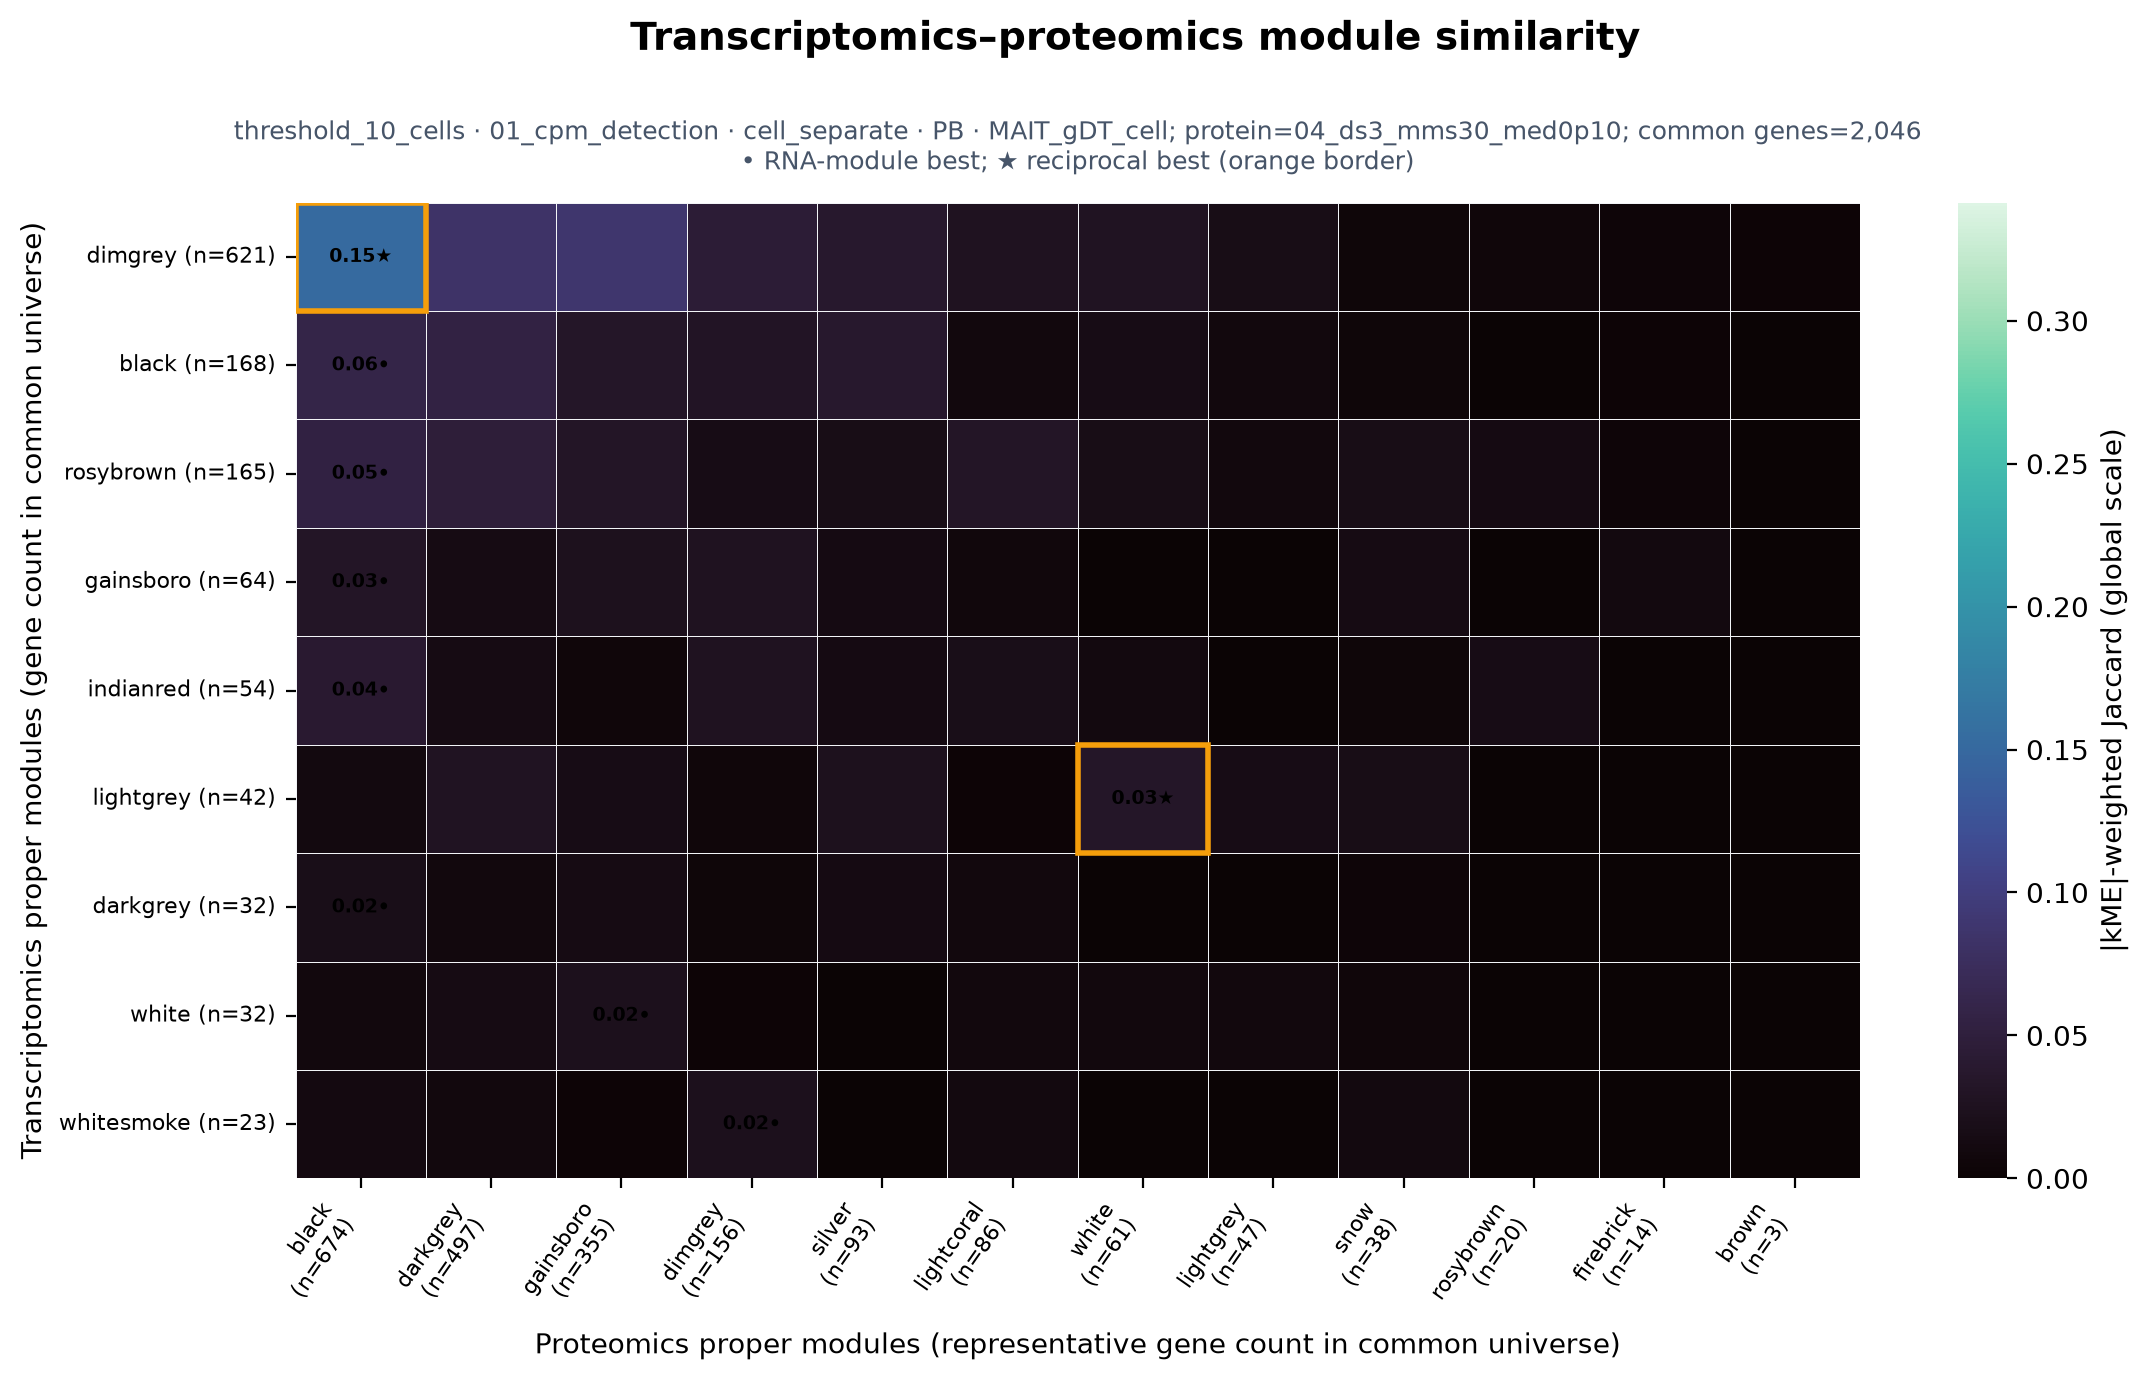 Transcriptomics–proteomics module similarity
threshold_10_cells · 01_cpm_detection · cell_separate · PB · MAIT_gDT_cell; protein=04_ds3_mms30_med0p10; common genes=2,046
• RNA-module best; ★ reciprocal best (orange border)
Transcriptomics proper modules (gene count in common universe)
dimgrey (n=621)
0.15★
black (n=168)
0.06•
rosybrown (n=165)
0.05•
gainsboro (n=64)
0.03•
indianred (n=54)
0.04•
lightgrey (n=42)
0.03★
darkgrey (n=32)
0.02•
white (n=32)
0.02•
whitesmoke (n=23)
0.02•
black
(n=674)
darkgrey
(n=497)
gainsboro
(n=355)
dimgrey
(n=156)
silver
(n=93)
lightcoral
(n=86)
white
(n=61)
lightgrey
(n=47)
snow
(n=38)
rosybrown
(n=20)
firebrick
(n=14)
brown
(n=3)
Proteomics proper modules (representative gene count in common universe)
0.30
0.25
0.20
0.15
0.10
0.05
0.00
|kME|-weighted Jaccard (global scale)